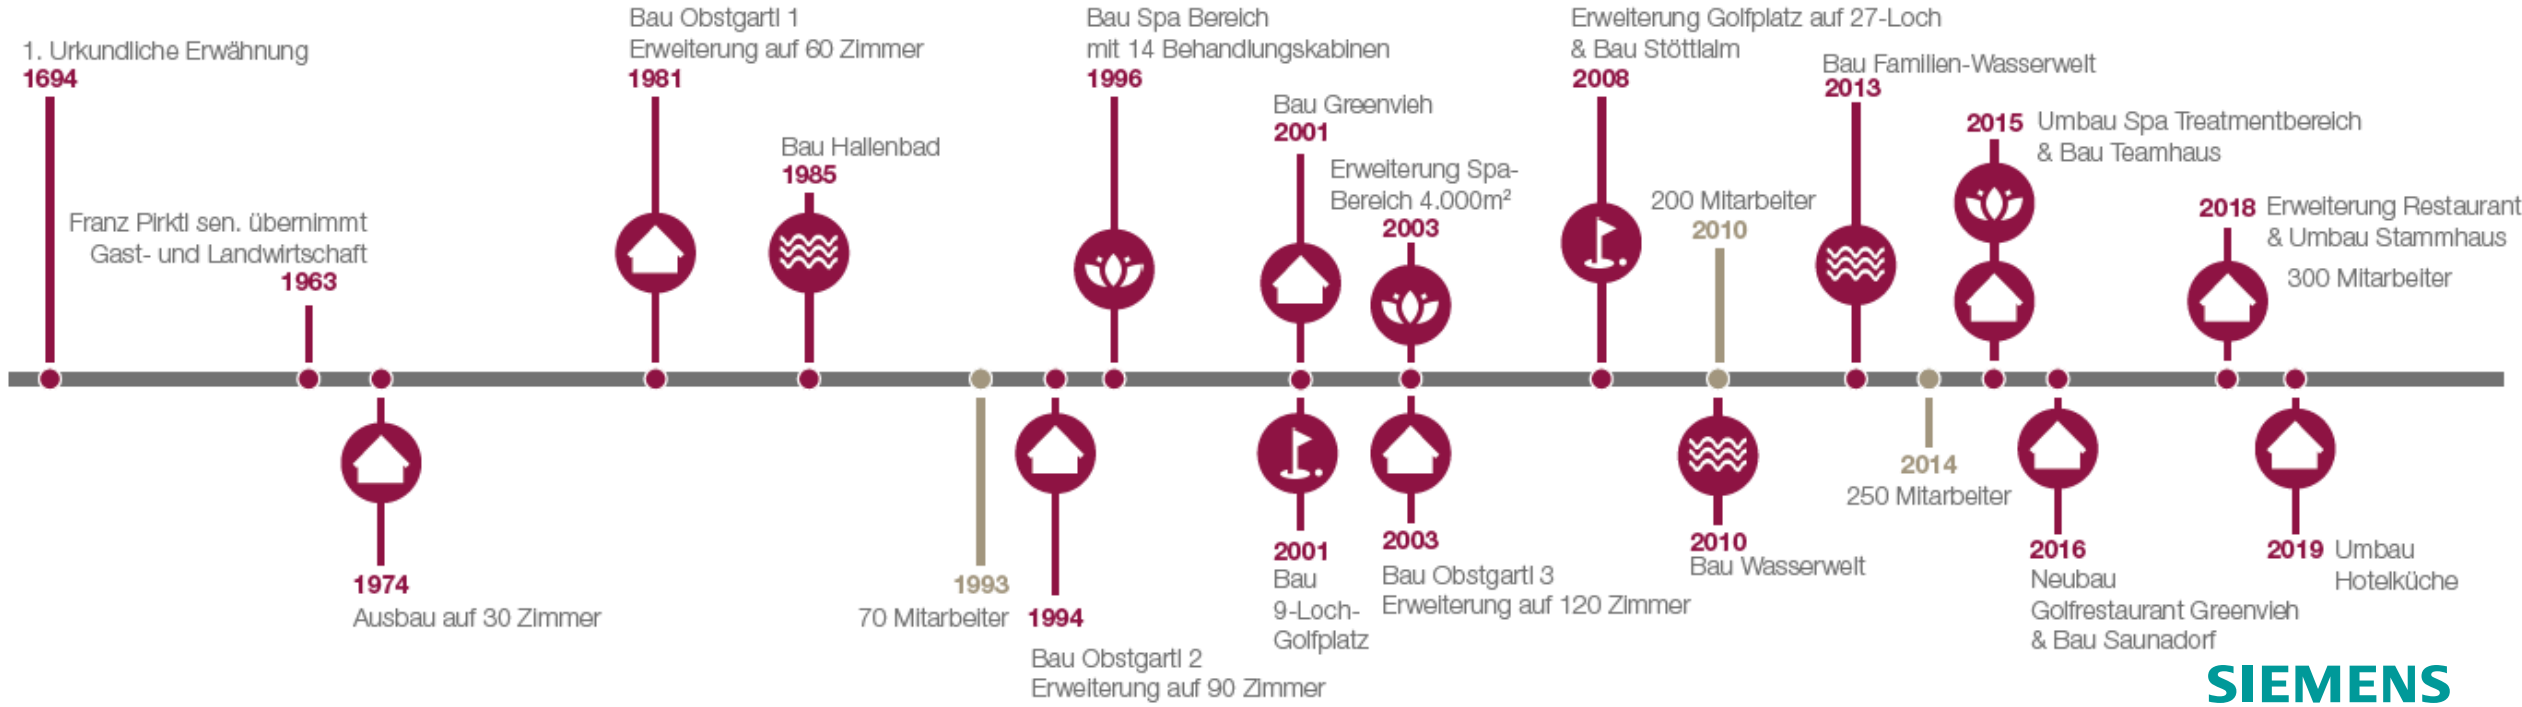 1. Urkundliche Erwähnung
1694
Franz Pirktl sen. übernimmt
Gast- und Landwirtschaft
1963
1974
Ausbau auf 30 Zimmer
Bau Obstgartl 1
Erweiterung auf 60 Zimmer
1981
Bau Hallenbad
1985
1993
70 Mitarbeiter
1994
Bau Obstgartl 2
Erweiterung auf 90 Zimmer
Bau Spa Bereich
mit 14 Behandlungskabinen
1996
Bau Greenvieh
2001
2001
Bau
9-Loch-
Golfplatz
Erweiterung Spa-
Bereich 4.000m²
2003
2003
Bau Obstgartl 3
Erweiterung auf 120 Zimmer
Erweiterung Golfplatz auf 27-Loch
& Bau Stöttlalm
2008
200 Mitarbeiter
2010
2010
Bau Wasserwelt
Bau Familien-Wasserwelt
2013
2014
250 Mitarbeiter
2015 Umbau Spa Treatmentbereich
& Bau Teamhaus
2016
Neubau
Golfrestaurant Greenvieh
& Bau Saunadorf
2018 Erweiterung Restaurant
& Umbau Stammhaus
300 Mitarbeiter
2019 Umbau
Hotelküche
SIEMENS